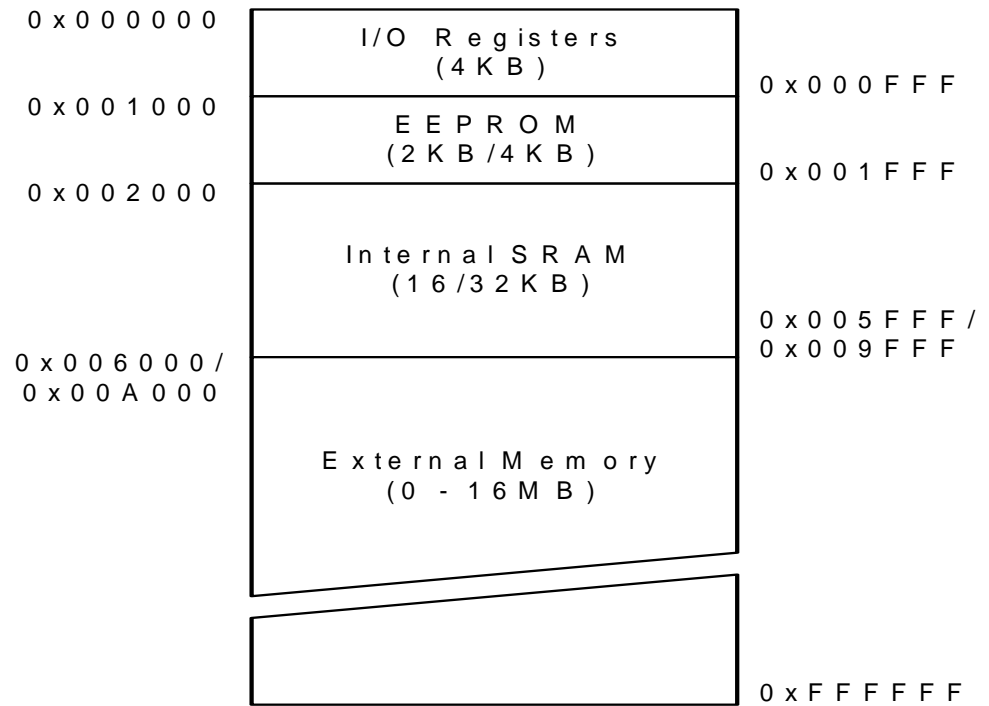 0x000000
I/O Registers
(4KB)
0x000FFF
0x001000
EEPROM
(2KB/4KB)
0x001FFF
0x002000
Internal SRAM
(16/32KB)
0x005FFF/
0x009FFF
0x006000/
0x00A000
External Memory
(0 - 16MB)
0xFFFFFF